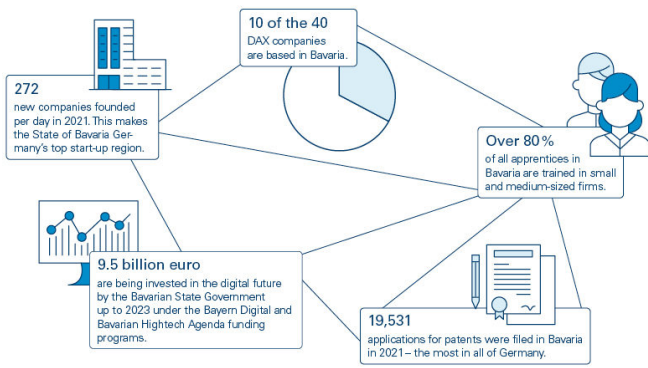 10 of the 40
DAX companies
are based in Bavaria.
272
new companies founded
per day in 2021. This makes
the State of Bavaria Ger-
many's top start-up region.
Over 80%
of all apprentices in
Bavaria are trained in small
and medium-sized firms.
9.5 billion euro
are being invested in the digital future
by the Bavarian State Government
up to 2023 under the Bayern Digital and
Bavarian Hightech Agenda funding
programs.
19,531
applications for patents were filed in Bavaria
in 2021 – the most in all of Germany.